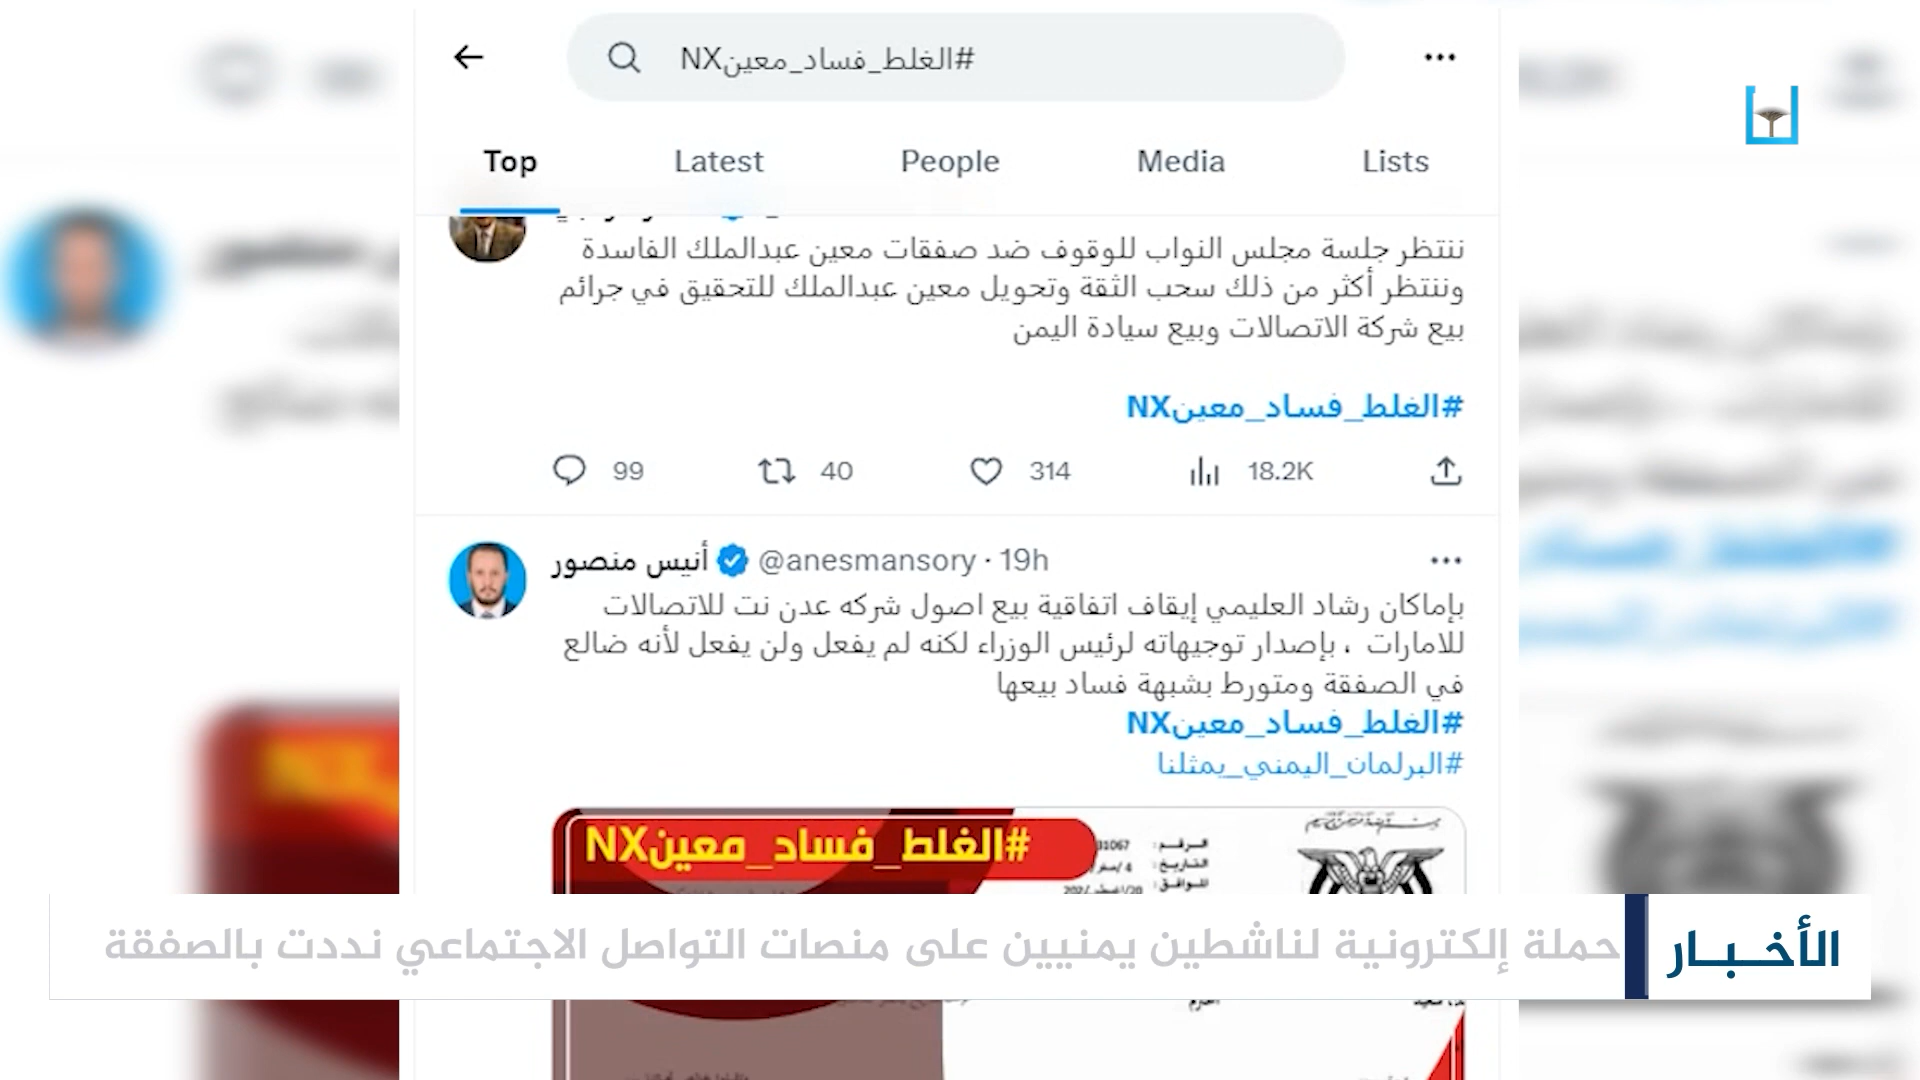 #الغلط_فساد_معينNX
Top Latest People Media Lists
ننتظر جلسة مجلس النواب للوقوف ضد صفقات معين عبدالملك الفاسدة
وننتظر أكثر من ذلك سحب الثقة وتحويل معين عبدالملك للتحقيق في جرائم
بيع شركة الاتصالات وبيع سيادة اليمن
#الغلط_فساد_معينNX
99 40 314 18.2K
أنيس منصور @anesmansory · 19h
بإماكان رشاد العليمي إيقاف اتفاقية بيع اصول شركه عدن نت للاتصالات
للامارات ، بإصدار توجيهاته لرئيس الوزراء لكنه لم يفعل ولن يفعل لأنه ضالع
في الصفقة ومتورط بشبهة فساد بيعها
#الغلط_فساد_معينNX
#البرلمان_اليمني_يمثلنا
#الغلط_فساد_معينNX
الرقم:
التاريخ:
الموافق:
الأخبار
حملة إلكترونية لناشطين يمنيين على منصات التواصل الاجتماعي نددت بالصفقة